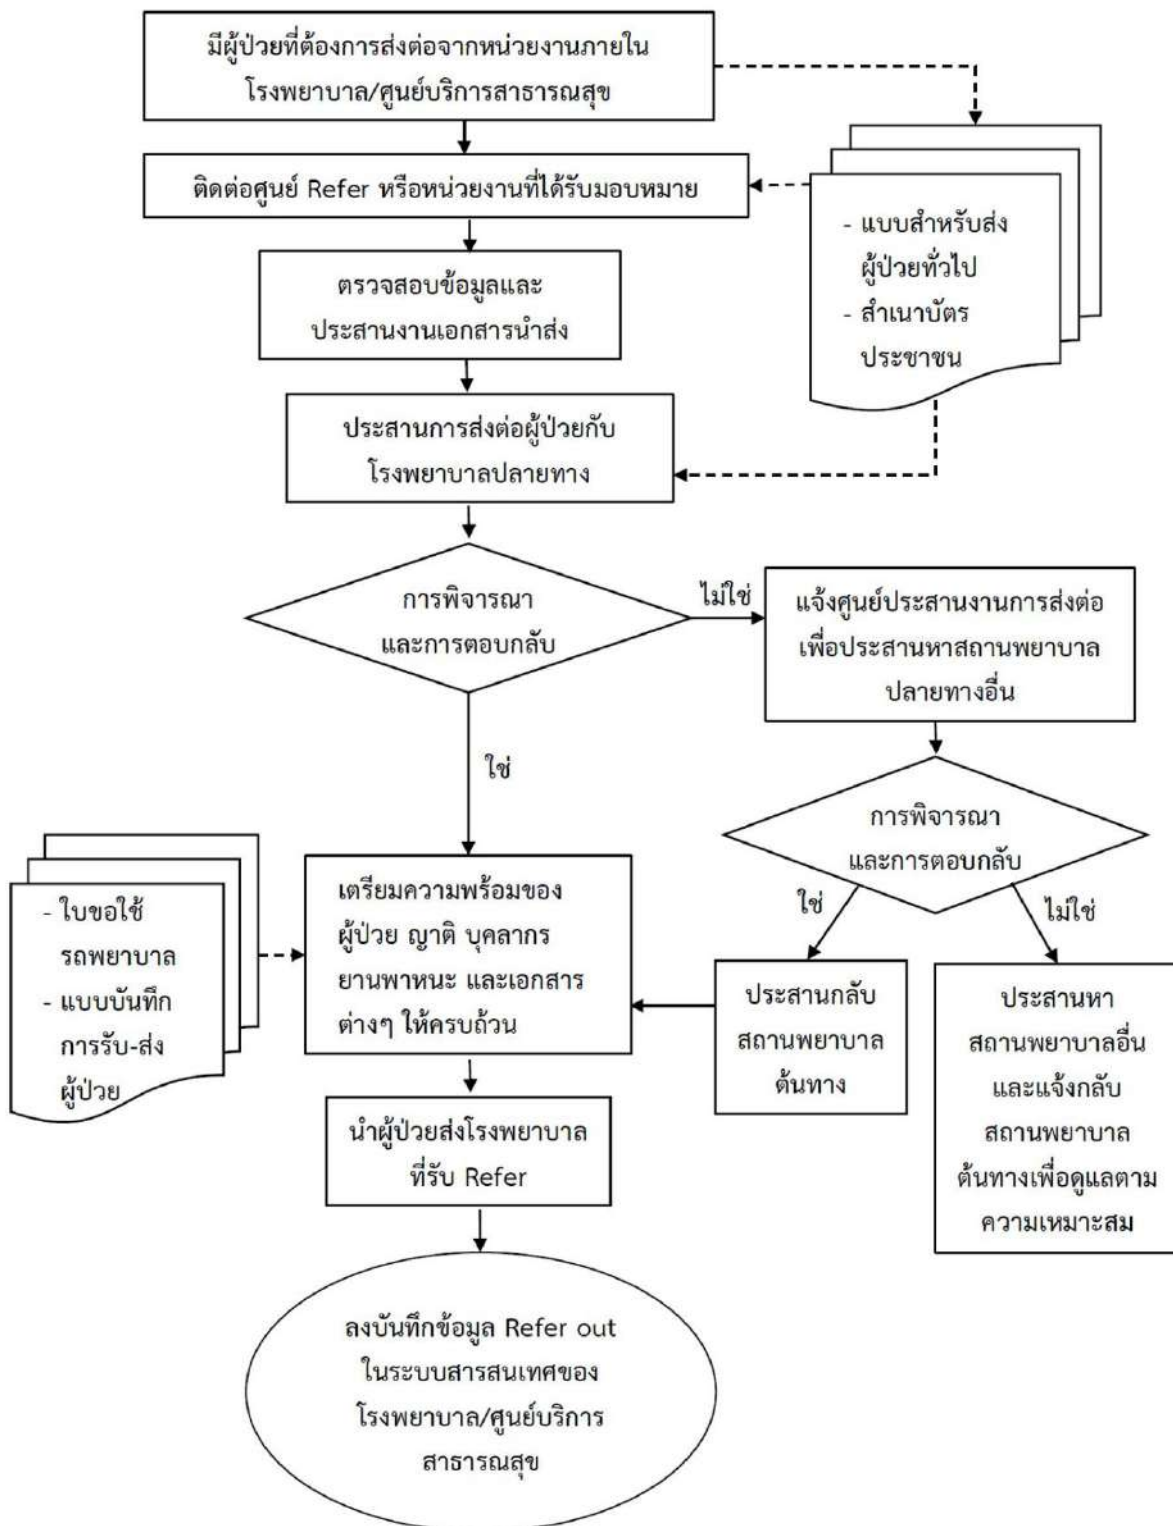 มีผู้ป่วยที่ต้องการส่งต่อจากหน่วยงานภายใน
โรงพยาบาล/ศูนย์บริการสาธารณสุข
ติดต่อศูนย์ Refer หรือหน่วยงานที่ได้รับมอบหมาย
- แบบสำหรับส่ง
ผู้ป่วยทั่วไป
- สำเนาบัตร
ประชาชน
ตรวจสอบข้อมูลและ
ประสานงานเอกสารนำส่ง
ประสานการส่งต่อผู้ป่วยกับ
โรงพยาบาลปลายทาง
การพิจารณา
และการตอบกลับ
ไม่ใช่
แจ้งศูนย์ประสานงานการส่งต่อ
เพื่อประสานหาสถานพยาบาล
ปลายทางอื่น
ใช่
การพิจารณา
และการตอบกลับ
ใช่
ไม่ใช่
- ใบขอใช้
รถพยาบาล
- แบบบันทึก
การรับ-ส่ง
ผู้ป่วย
เตรียมความพร้อมของ
ผู้ป่วย ญาติ บุคลากร
ยานพาหนะ และเอกสาร
ต่างๆ ให้ครบถ้วน
ประสานกลับ
สถานพยาบาล
ต้นทาง
ประสานหา
สถานพยาบาลอื่น
และแจ้งกลับ
สถานพยาบาล
ต้นทางเพื่อดูแลตาม
ความเหมาะสม
นำผู้ป่วยส่งโรงพยาบาล
ที่รับ Refer
ลงบันทึกข้อมูล Refer out
ในระบบสารสนเทศของ
โรงพยาบาล/ศูนย์บริการ
สาธารณสุข